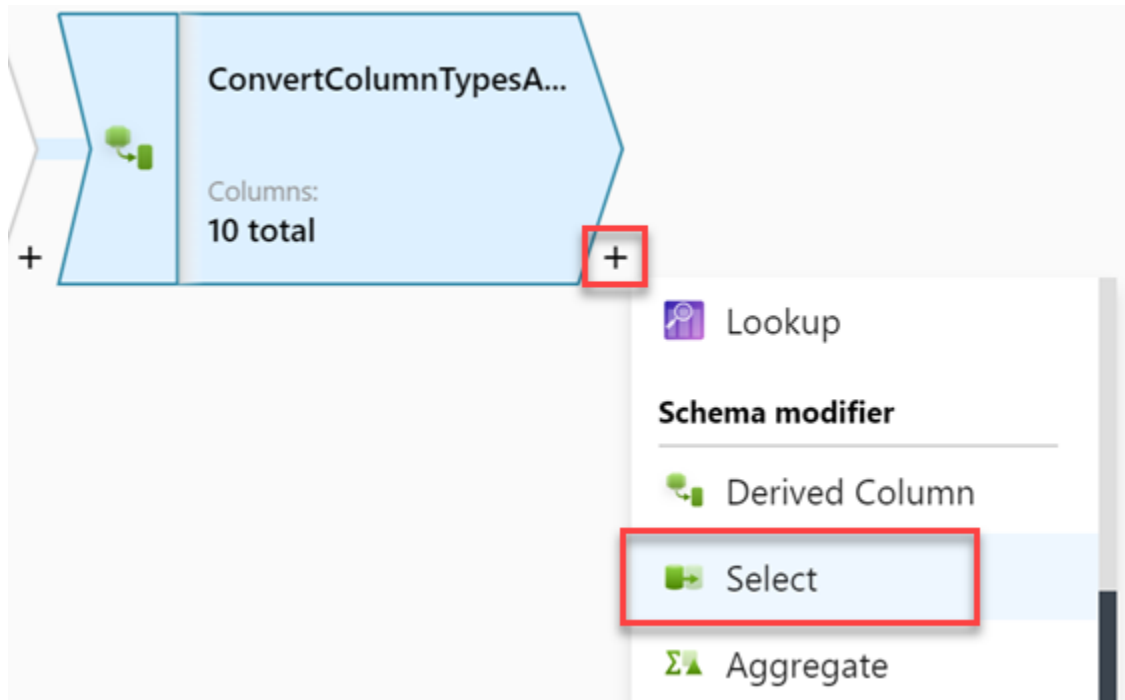 ConvertColumnTypesA...
Columns:
10 total
+
+
Lookup
Schema modifier
Derived Column
Select
Aggregate